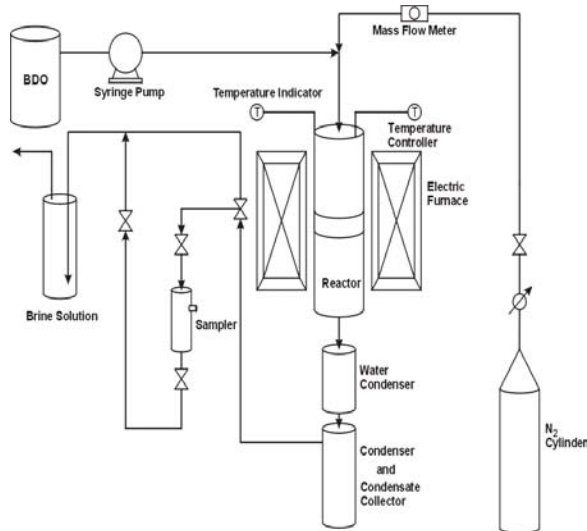 Mass Flow Meter
BDO
Syringe Pump
Temperature Indicator
T
T
Temperature
Controller
Electric
Furnace
Reactor
Brine Solution
Sampler
Water
Condenser
N2
Cylinder
Condenser
and
Condensate
Collector